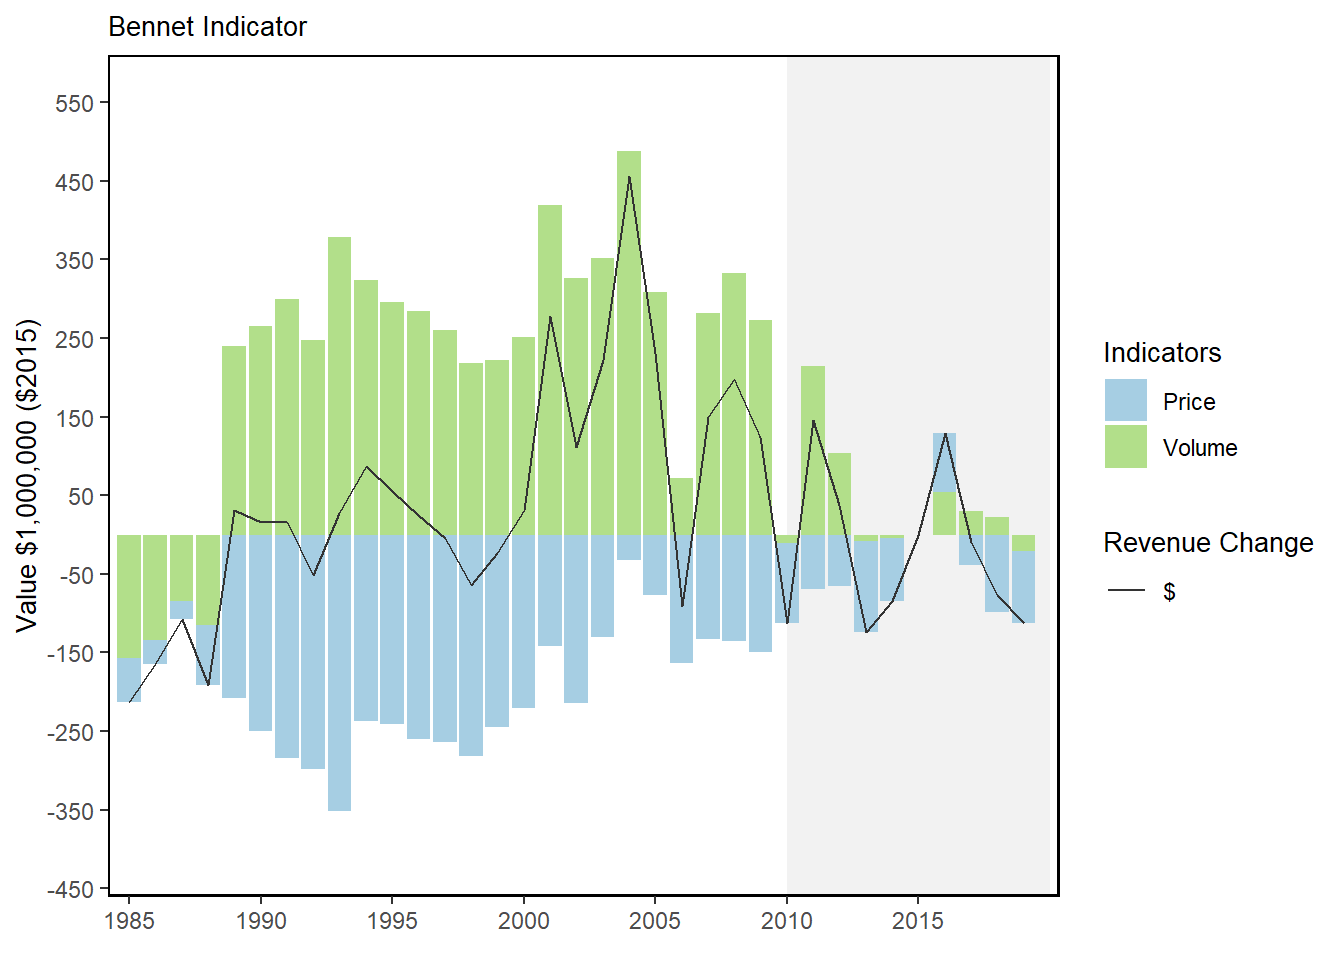 Bennet Indicator
Value $1,000,000 ($2015)
550
450
350
250
150
50
-50
-150
-250
-350
-450
1985 1990 1995 2000 2005 2010 2015
Indicators
Price
Volume
Revenue Change
$